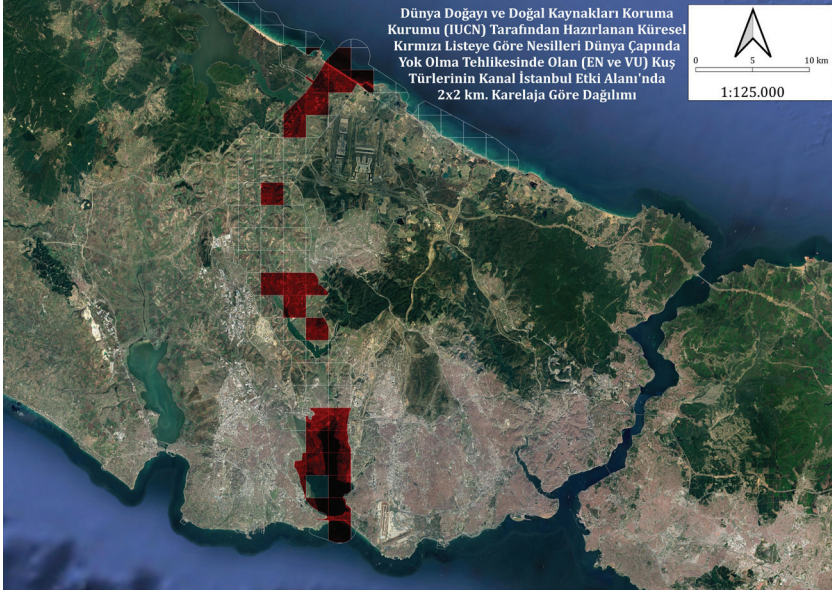 Dünya Doğayı ve Doğal Kaynakları Koruma
Kurumu (IUCN) Tarafından Hazırlanan Küresel
Kırmızı Listeye Göre Nesilleri Dünya Çapında
Yok Olma Tehlikesinde Olan (EN ve VU) Kuş
Türlerinin Kanal İstanbul Etki Alanı'nda
2x2 km. Karelaja Göre Dağılımı
0 5 10 km
1:125.000